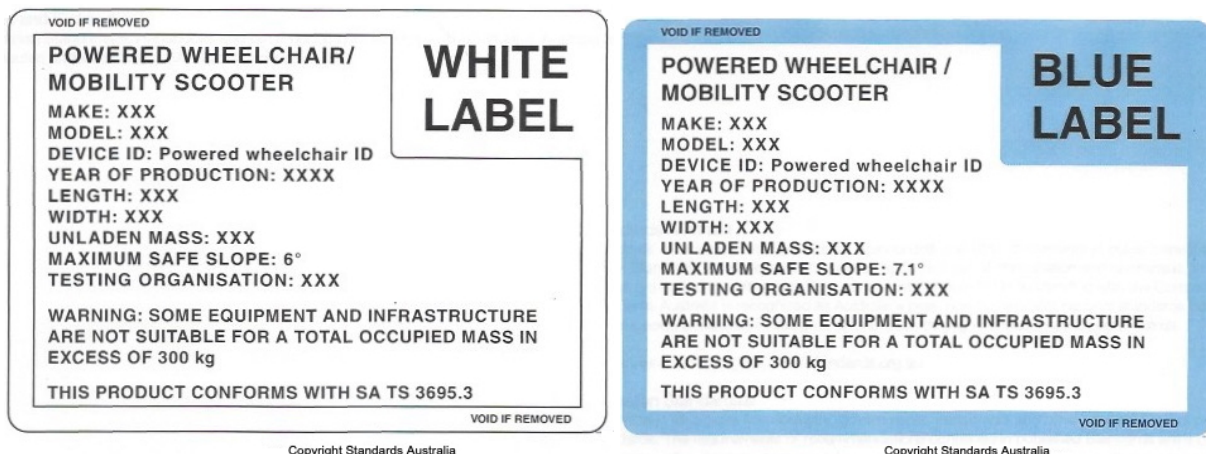 VOID IF REMOVED
POWERED WHEELCHAIR/
MOBILITY SCOOTER
WHITE
LABEL
MAKE: XXX
MODEL: XXX
DEVICE ID: Powered wheelchair ID
YEAR OF PRODUCTION: XXXX
LENGTH: XXX
WIDTH: XXX
UNLADEN MASS: XXX
MAXIMUM SAFE SLOPE: 6°
TESTING ORGANISATION: XXX
WARNING: SOME EQUIPMENT AND INFRASTRUCTURE
ARE NOT SUITABLE FOR A TOTAL OCCUPIED MASS IN
EXCESS OF 300 kg
THIS PRODUCT CONFORMS WITH SA TS 3695.3
VOID IF REMOVED
Copyright Standards Australia
VOID IF REMOVED
POWERED WHEELCHAIR /
MOBILITY SCOOTER
BLUE
LABEL
MAKE: XXX
MODEL: XXX
DEVICE ID: Powered wheelchair ID
YEAR OF PRODUCTION: XXXX
LENGTH: XXX
WIDTH: XXX
UNLADEN MASS: XXX
MAXIMUM SAFE SLOPE: 7.1°
TESTING ORGANISATION: XXX
WARNING: SOME EQUIPMENT AND INFRASTRUCTURE
ARE NOT SUITABLE FOR A TOTAL OCCUPIED MASS IN
EXCESS OF 300 kg
THIS PRODUCT CONFORMS WITH SA TS 3695.3
VOID IF REMOVED
Copyright Standards Australia